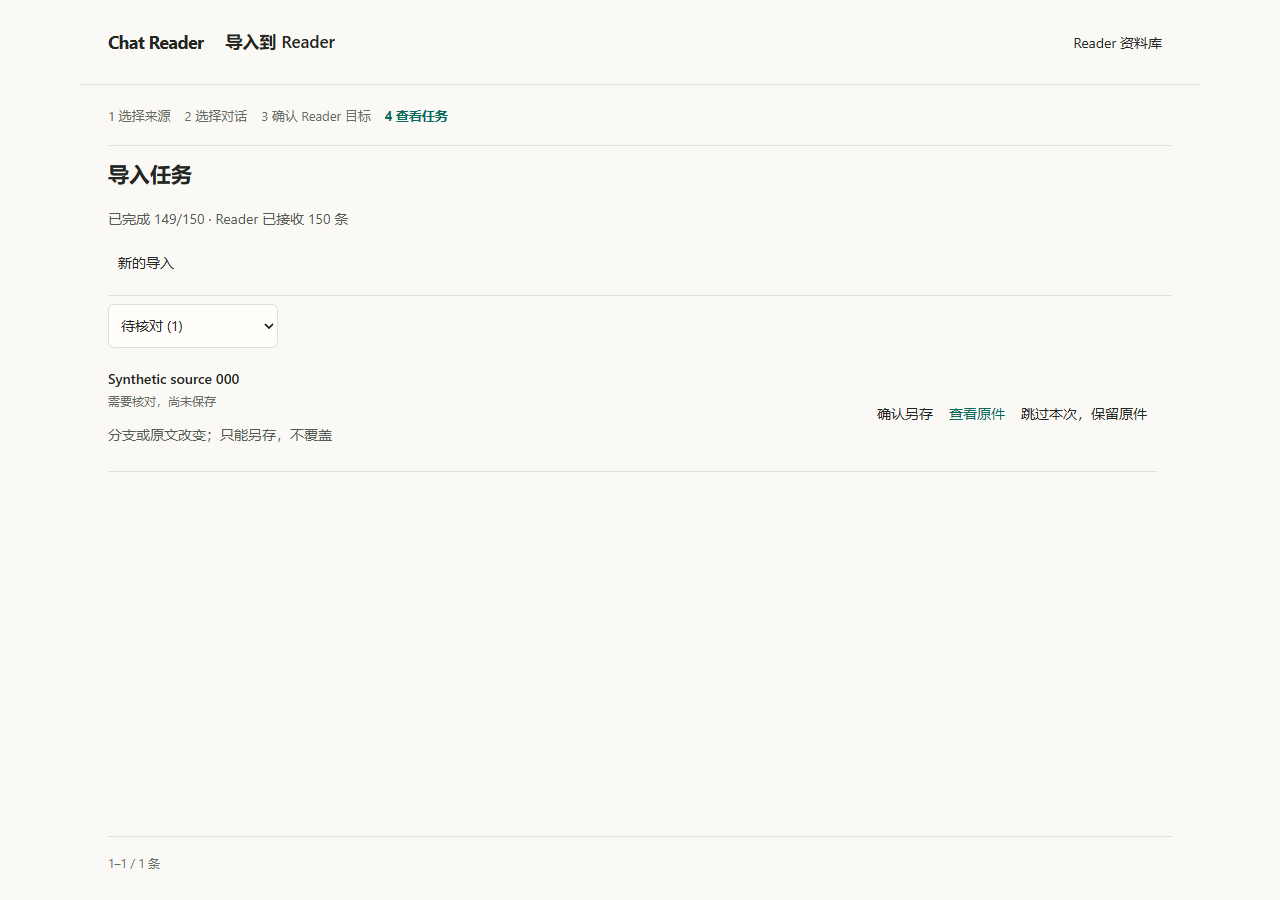 Chat Reader 导入到 Reader Reader 资料库
1 选择来源 2 选择对话 3 确认 Reader 目标 4 查看任务
导入任务
已完成 149/150 · Reader 已接收 150 条
新的导入
待核对 (1)
Synthetic source 000
需要核对，尚未保存
分支或原文改变；只能另存，不覆盖
确认另存 查看原件 跳过本次，保留原件
1–1 / 1 条